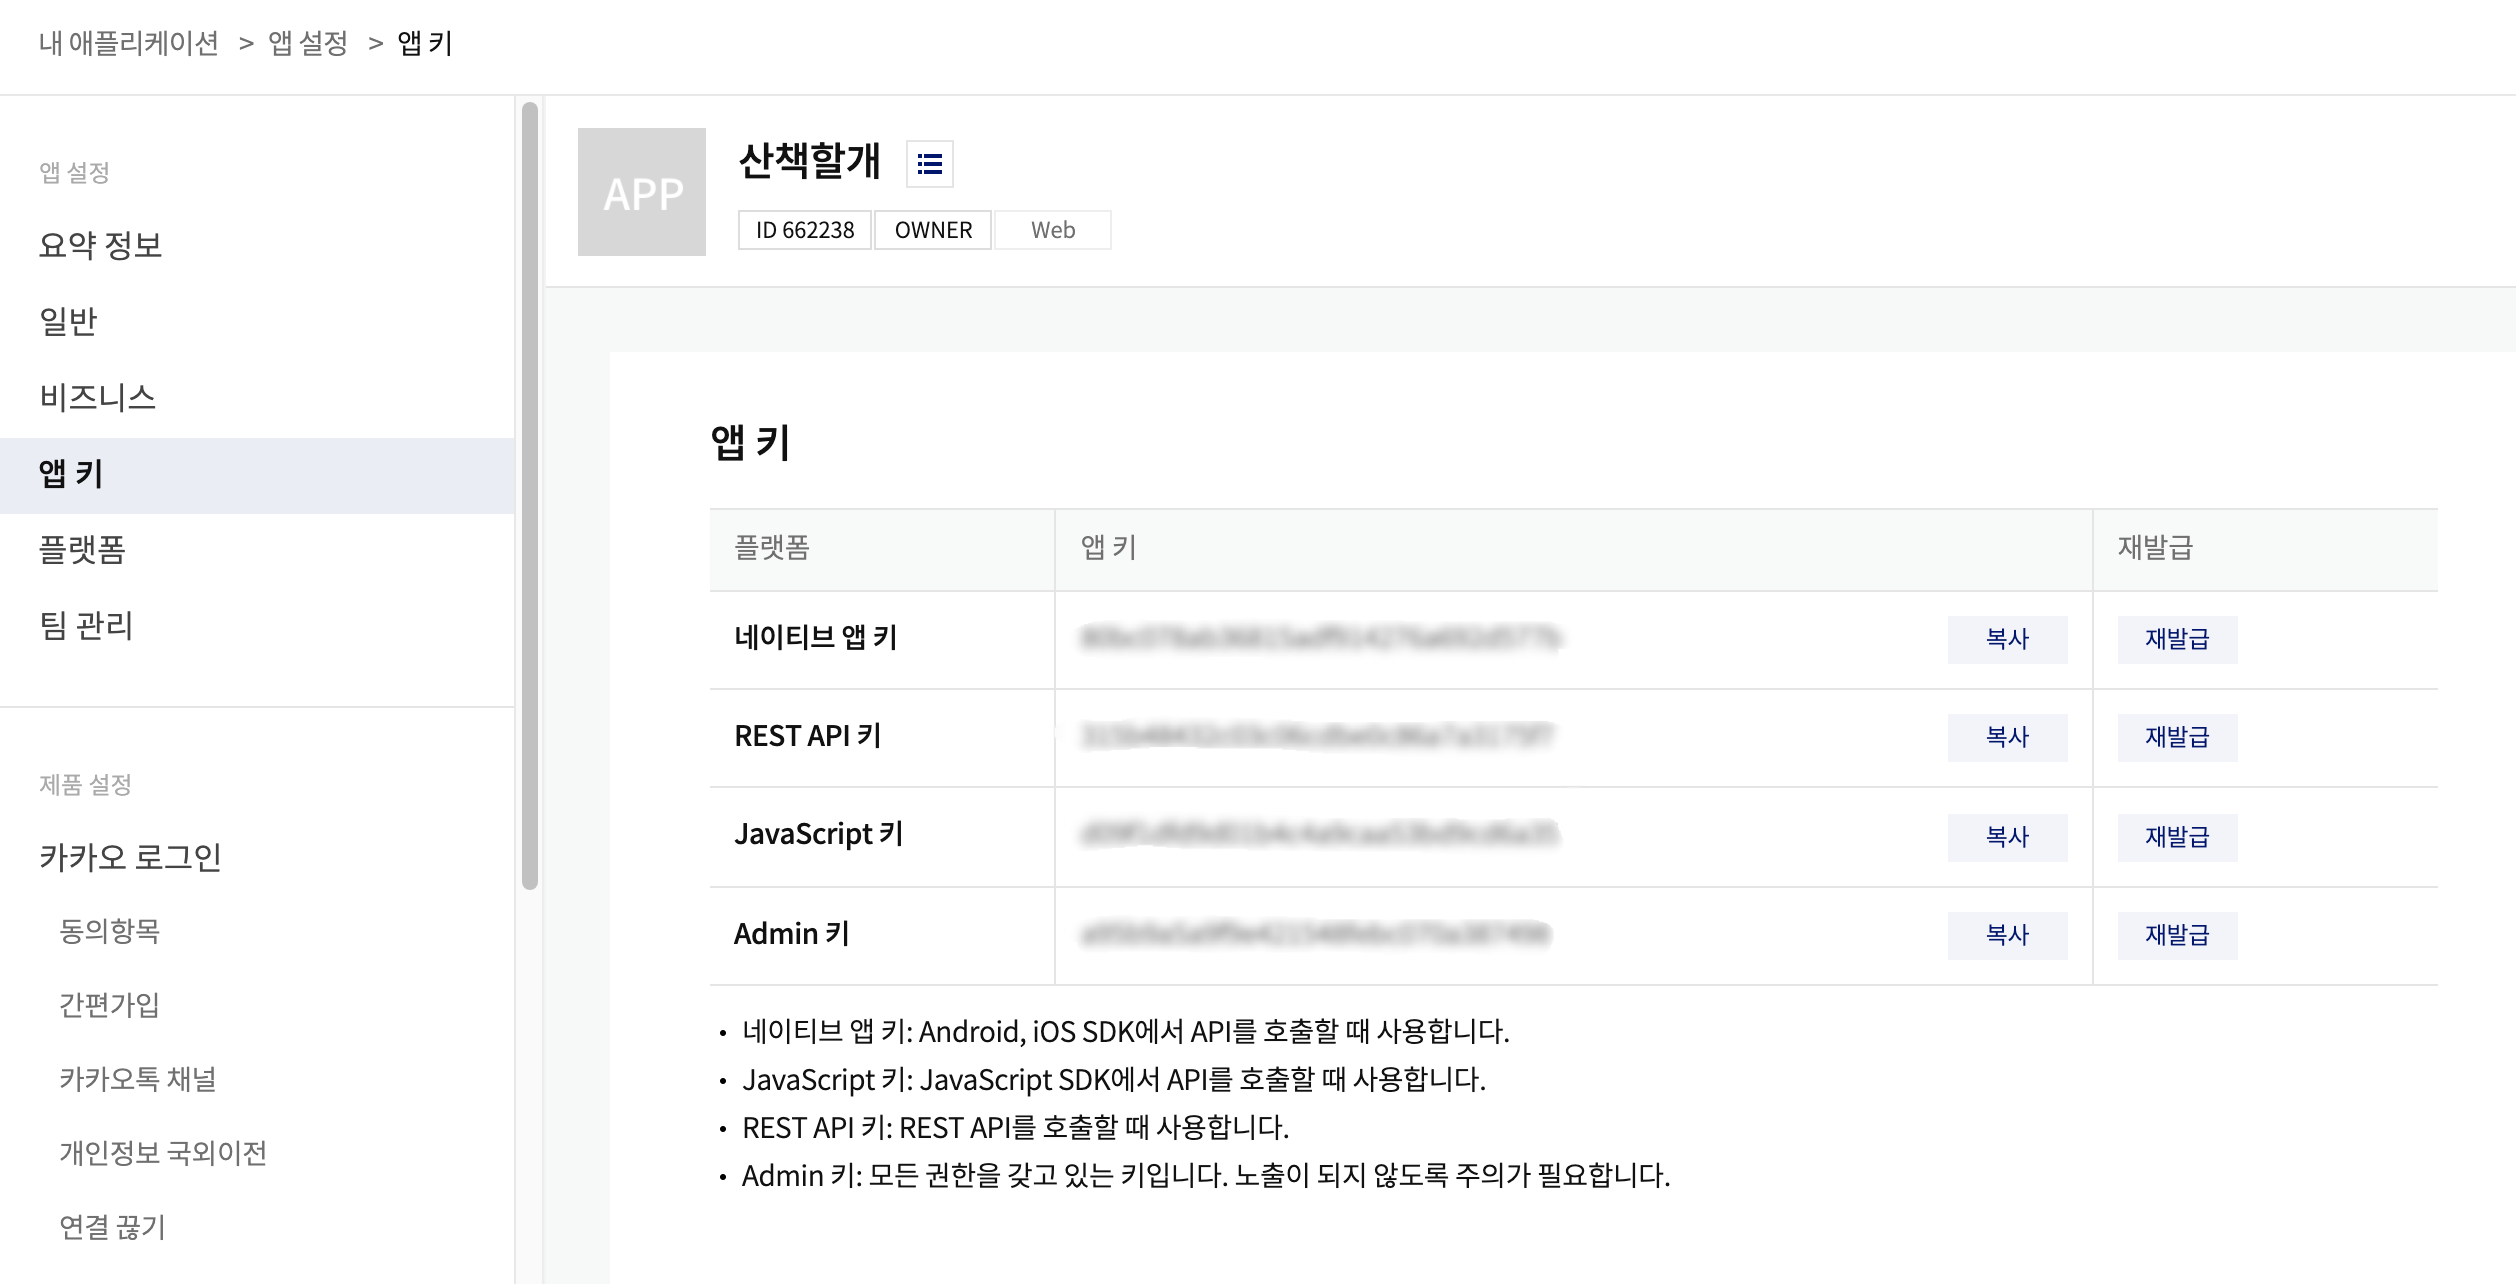 내 애플리케이션 > 앱 설정 > 앱 키
앱 설정
요약 정보
일반
비즈니스
앱 키
플랫폼
팀 관리
제품 설정
카카오 로그인
동의항목
간편가입
카카오톡 채널
개인정보 국외이전
연결 끊기
APP
산책할개
ID 662238 OWNER Web
앱 키
플랫폼 앱 키 재발급
네이티브 앱 키 복사 재발급
REST API 키 복사 재발급
JavaScript 키 복사 재발급
Admin 키 복사 재발급
• 네이티브 앱 키: Android, iOS SDK에서 API를 호출할 때 사용합니다.
• JavaScript 키: JavaScript SDK에서 API를 호출할 때 사용합니다.
• REST API 키: REST API를 호출할 때 사용합니다.
• Admin 키: 모든 권한을 갖고 있는 키입니다. 노출이 되지 않도록 주의가 필요합니다.